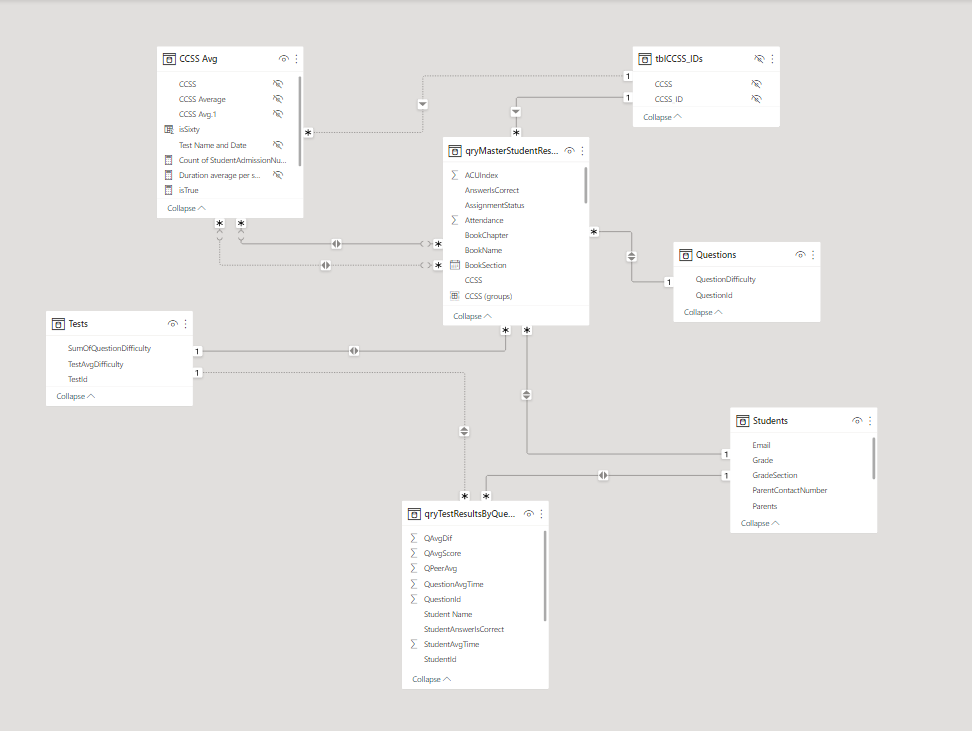 CCSS Avg
CCSS
CCSS Average
CCSS Avg.1
isSixty
Test Name and Date
Count of StudentAdmissionNu...
Duration average per s...
isTrue
Collapse
tblCCSS_IDs
CCSS
CCSS_ID
Collapse
1
1
*
*
qryMasterStudentRes...
ACUIndex
AnswerIsCorrect
AssignmentStatus
Attendance
BookChapter
BookName
BookSection
CCSS
CCSS (groups)
Collapse
*
*
*
*
*
*
*
Questions
QuestionDifficulty
QuestionId
Collapse
1
Tests
SumOfQuestionDifficulty
TestAvgDifficulty
TestId
Collapse
1
1
Students
Email
Grade
GradeSection
ParentContactNumber
Parents
Collapse
1
1
*
*
qryTestResultsByQue...
QAvgDif
QAvgScore
QPeerAvg
QuestionAvgTime
QuestionId
Student Name
StudentAnswerIsCorrect
StudentAvgTime
StudentId
Collapse